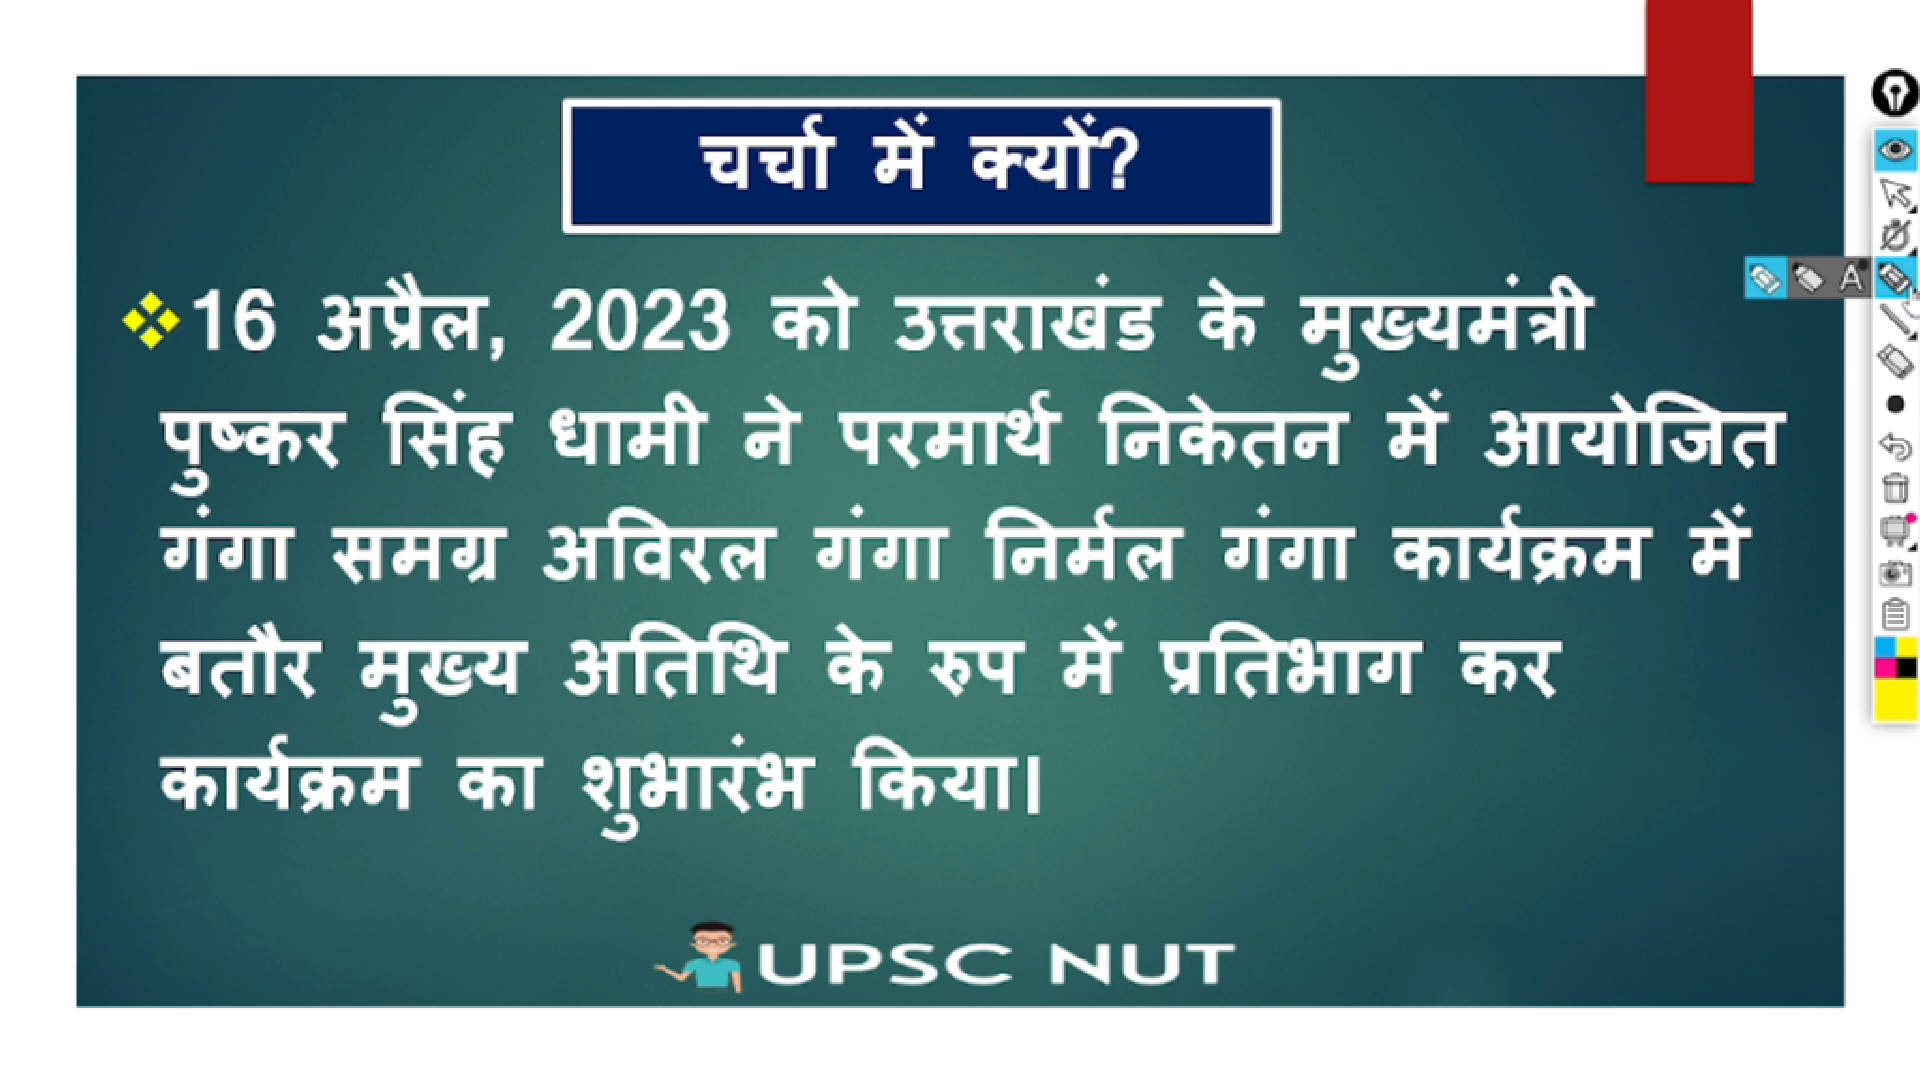 चर्चा में क्यों?
16 अप्रैल, 2023 को उत्तराखंड के मुख्यमंत्री
पुष्कर सिंह धामी ने परमार्थ निकेतन में आयोजित
गंगा समग्र अविरल गंगा निर्मल गंगा कार्यक्रम में
बतौर मुख्य अतिथि के रुप में प्रतिभाग कर
कार्यक्रम का शुभारंभ किया।
UPSC NUT
A